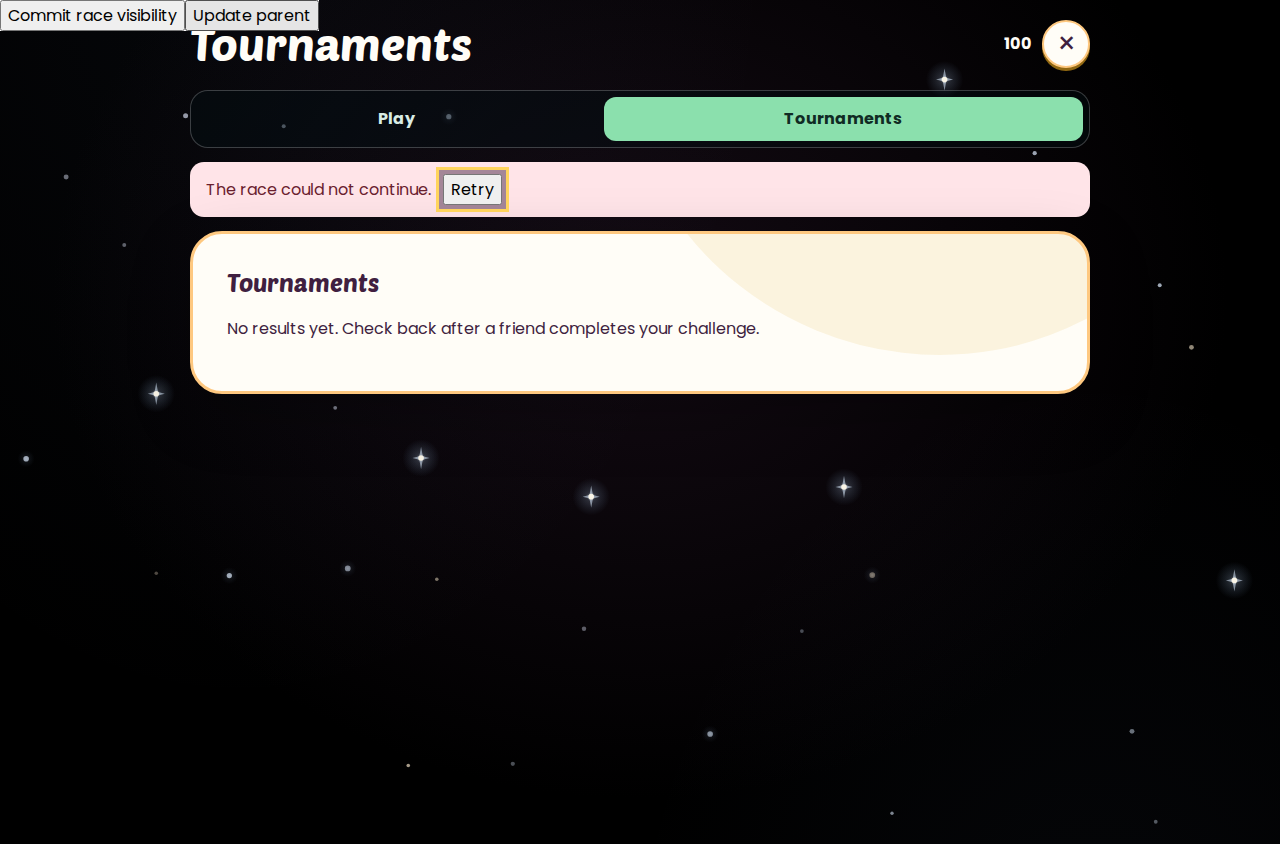 Commit race visibility Update parent
Tournaments
100 ×
Play Tournaments
The race could not continue. Retry
Tournaments
No results yet. Check back after a friend completes your challenge.